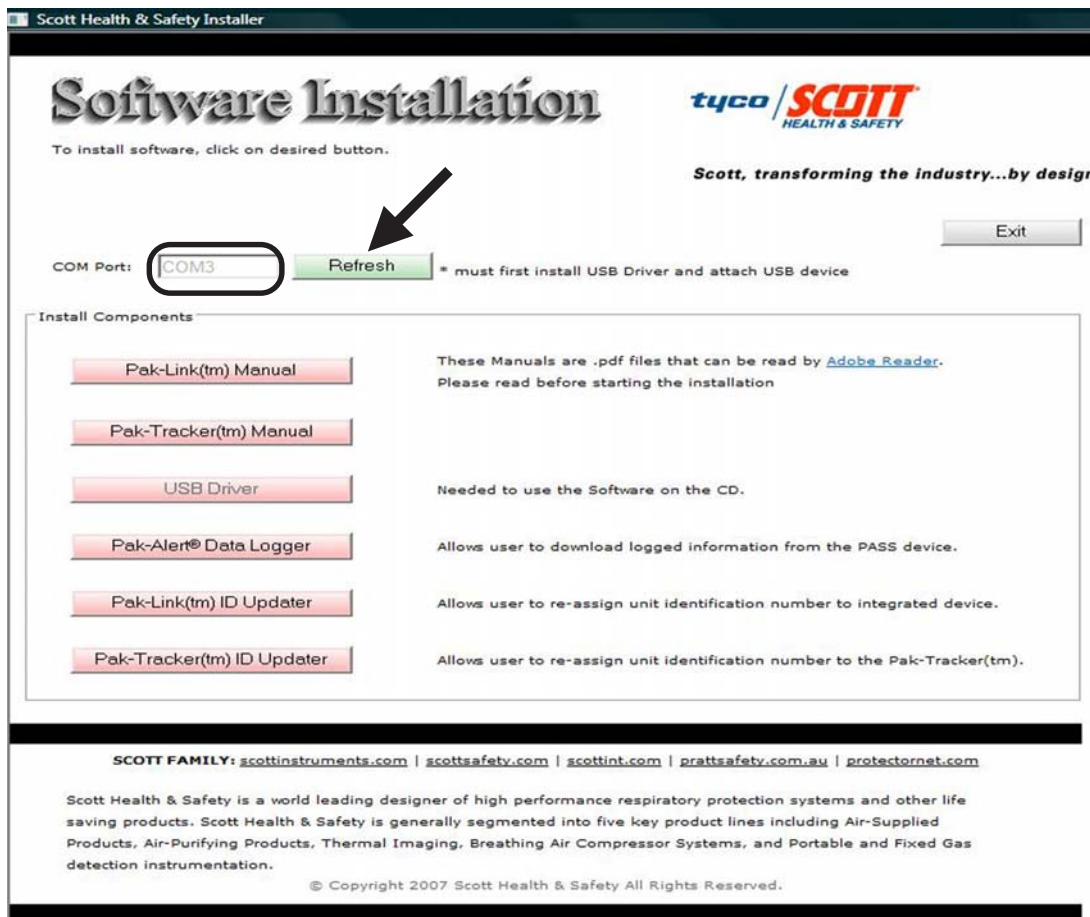 Scott Health & Safety Installer
Software Installation
tyco / SCOTT
HEALTH & SAFETY
To install software, click on desired button.
Scott, transforming the industry...by design
Exit
COM Port: COM3 Refresh * must first install USB Driver and attach USB device
Install Components
Pak-Link(tm) Manual
These Manuals are .pdf files that can be read by Adobe Reader.
Please read before starting the installation
Pak-Tracker(tm) Manual
USB Driver
Needed to use the Software on the CD.
Pak-Alert® Data Logger
Allows user to download logged information from the PASS device.
Pak-Link(tm) ID Updater
Allows user to re-assign unit identification number to integrated device.
Pak-Tracker(tm) ID Updater
Allows user to re-assign unit identification number to the Pak-Tracker(tm).
SCOTT FAMILY: scottinstruments.com | scottsafety.com | scottint.com | prattsafety.com.au | protectornet.com
Scott Health & Safety is a world leading designer of high performance respiratory protection systems and other life
saving products. Scott Health & Safety is generally segmented into five key product lines including Air-Supplied
Products, Air-Purifying Products, Thermal Imaging, Breathing Air Compressor Systems, and Portable and Fixed Gas
detection instrumentation.
© Copyright 2007 Scott Health & Safety All Rights Reserved.